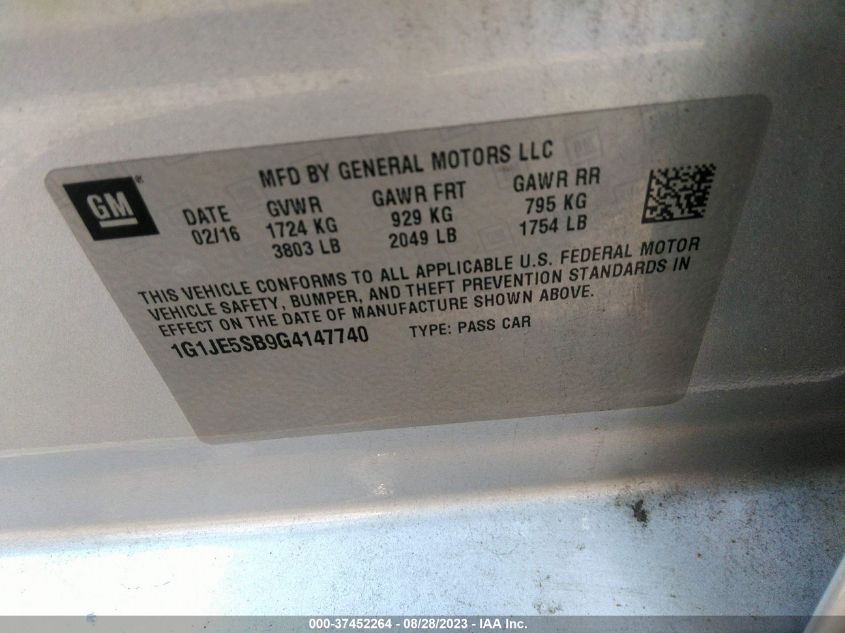 MFD BY GENERAL MOTORS LLC
GM
DATE GVWR GAWR FRT GAWR RR
02/16 1724 KG 929 KG 795 KG
3803 LB 2049 LB 1754 LB
THIS VEHICLE CONFORMS TO ALL APPLICABLE U.S. FEDERAL MOTOR
VEHICLE SAFETY, BUMPER, AND THEFT PREVENTION STANDARDS IN
EFFECT ON THE DATE OF MANUFACTURE SHOWN ABOVE.
1G1JE5SB9G4147740 TYPE: PASS CAR
000-37452264 - 08/28/2023 - IAA Inc.